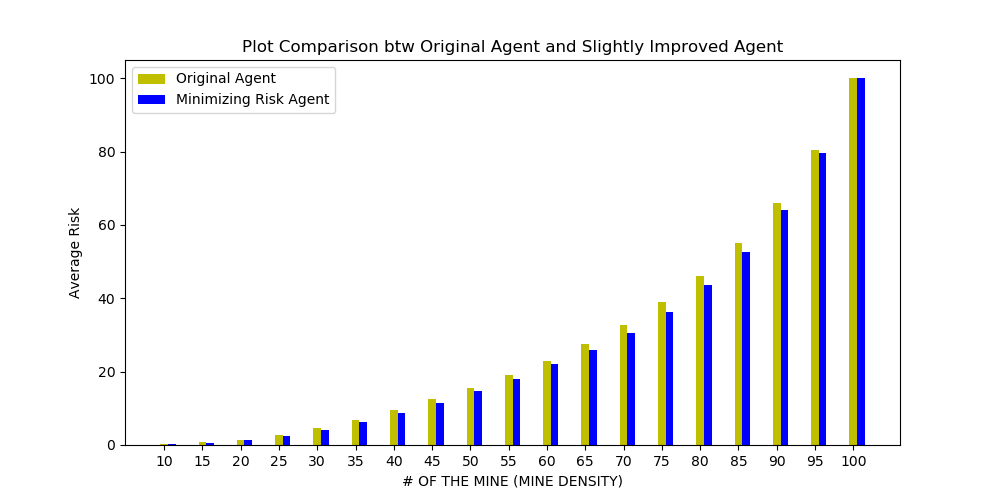 Plot Comparison btw Original Agent and Slightly Improved Agent
Original Agent
Minimizing Risk Agent
Average Risk
100
80
60
40
20
0
10 15 20 25 30 35 40 45 50 55 60 65 70 75 80 85 90 95 100
# OF THE MINE (MINE DENSITY)